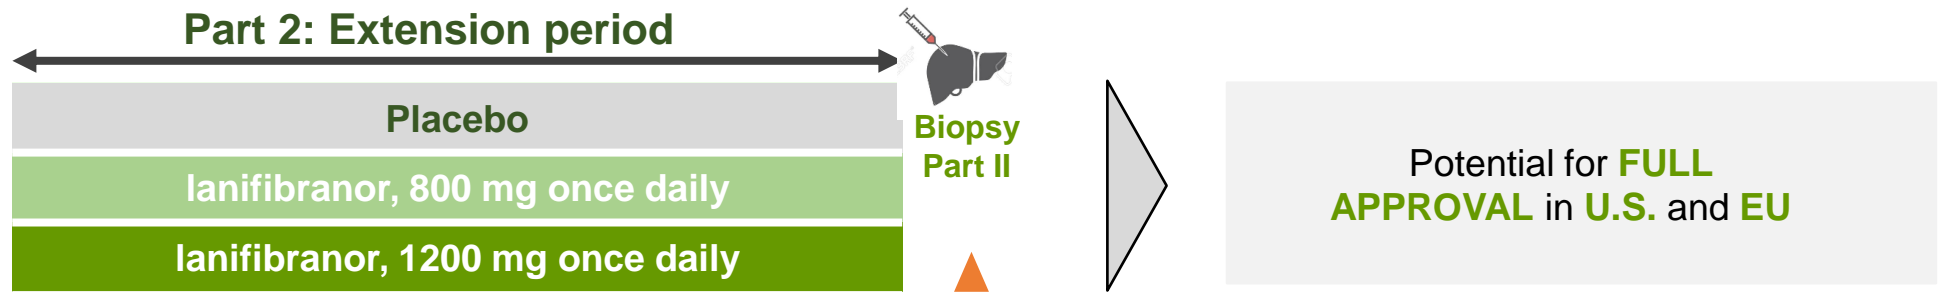 Part 2: Extension period
Placebo
lanifibranor, 800 mg once daily
lanifibranor, 1200 mg once daily
Biopsy
Part II
Potential for FULL
APPROVAL in U.S. and EU